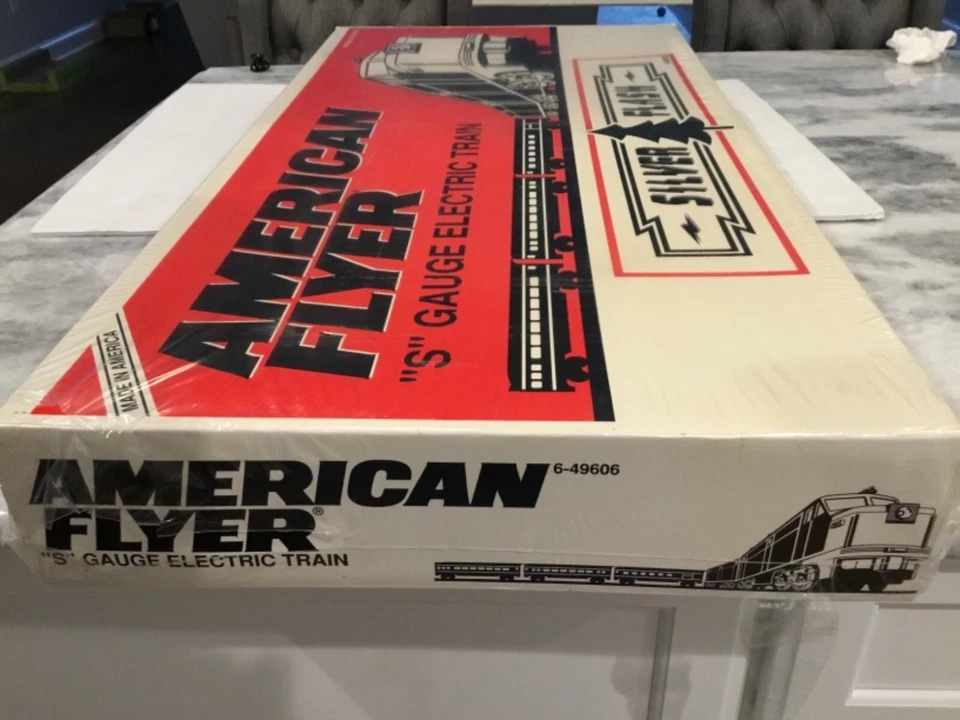 AMERICAN
FLYER
"S" GAUGE ELECTRIC TRAIN
MADE IN AMERICA
SILVER FLASH
AMERICAN
FLYER®
6-49606
"S" GAUGE ELECTRIC TRAIN